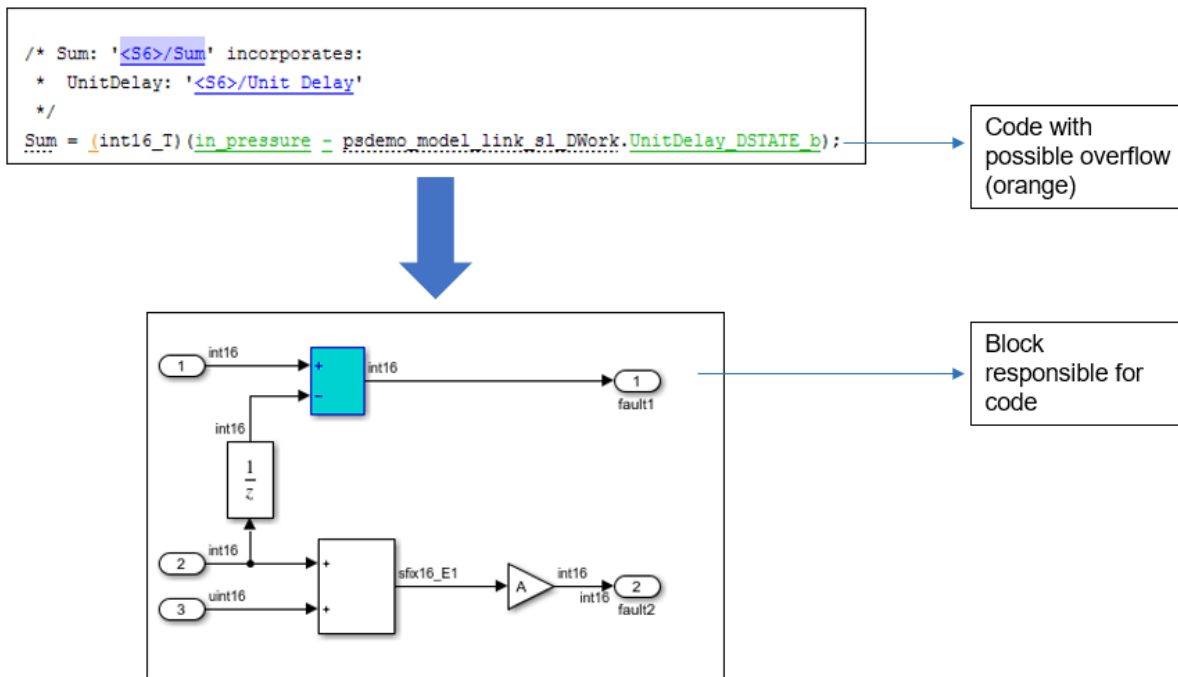 /* Sum: '<S6>/Sum' incorporates:
 *  UnitDelay: '<S6>/Unit Delay'
 */
Sum = (int16_T)(in_pressure - psdemo_model_link_sl_DWork.UnitDelay_DSTATE_b);
Code with
possible overflow
(orange)
Block
responsible for
code
1
int16
+
−
int16
1
fault1
int16
1
z
2
int16
3
uint16
+
+
sfix16_E1
A
int16
int16
2
fault2